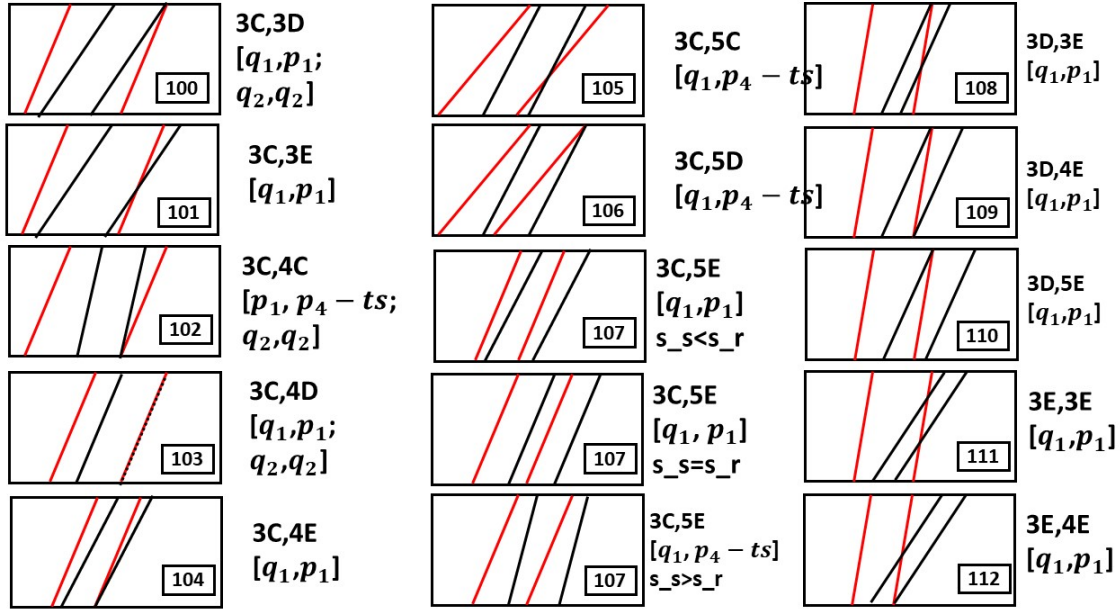 100
3C,3D
[q₁,p₁;
q₂,q₂]
101
3C,3E
[q₁,p₁]
102
3C,4C
[p₁, p₄ − ts;
q₂,q₂]
103
3C,4D
[q₁,p₁;
q₂,q₂]
104
3C,4E
[q₁,p₁]
105
3C,5C
[q₁,p₄ − ts]
106
3C,5D
[q₁,p₄ − ts]
107
3C,5E
[q₁,p₁]
s_s<s_r
107
3C,5E
[q₁, p₁]
s_s=s_r
107
3C,5E
[q₁, p₄ − ts]
s_s>s_r
108
3D,3E
[q₁,p₁]
109
3D,4E
[q₁,p₁]
110
3D,5E
[q₁,p₁]
111
3E,3E
[q₁,p₁]
112
3E,4E
[q₁,p₁]